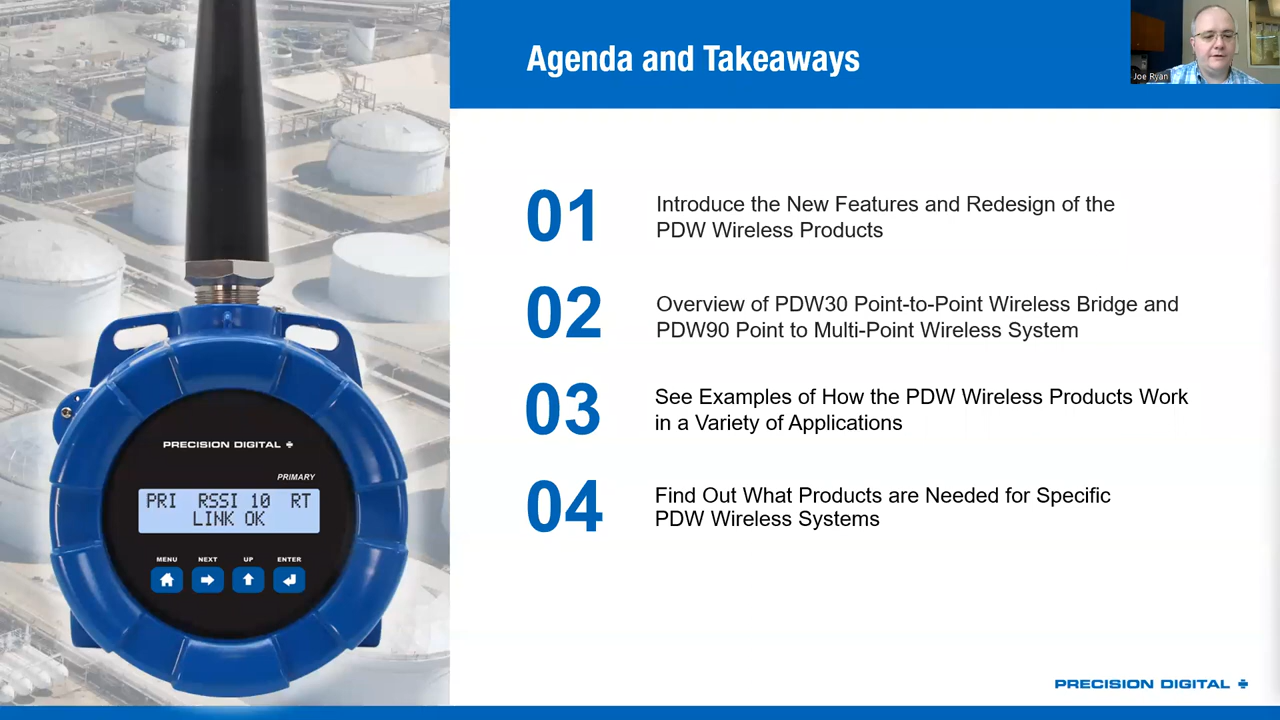 Agenda and Takeaways
Joe Ryan
01
Introduce the New Features and Redesign of the
PDW Wireless Products
02
Overview of PDW30 Point-to-Point Wireless Bridge and
PDW90 Point to Multi-Point Wireless System
03
See Examples of How the PDW Wireless Products Work
in a Variety of Applications
04
Find Out What Products are Needed for Specific
PDW Wireless Systems
PRECISION DIGITAL
PRIMARY
PRI RSSI 10 RT
LINK OK
MENU NEXT UP ENTER
PRECISION DIGITAL